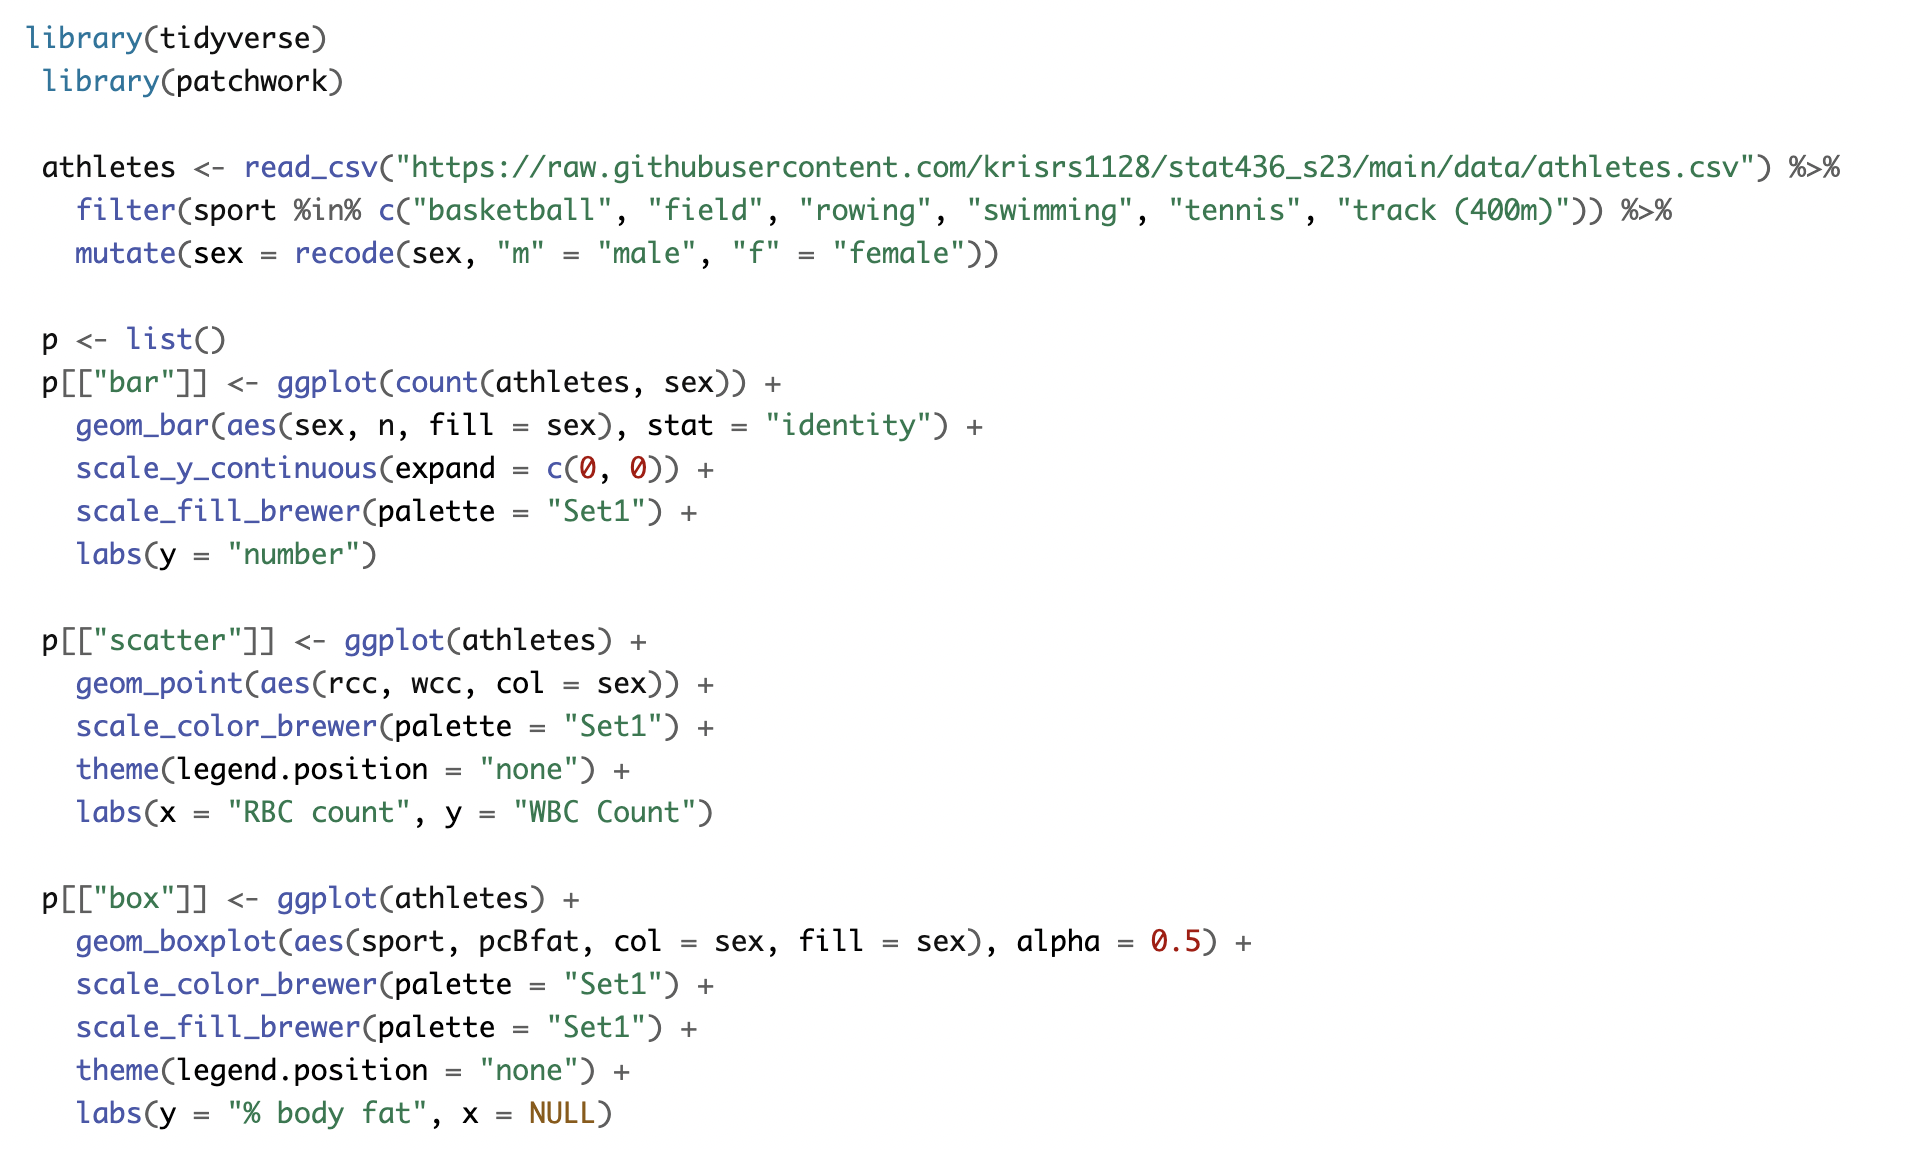 library(tidyverse)
library(patchwork)

athletes <- read_csv("https://raw.githubusercontent.com/krisrs1128/stat436_s23/main/data/athletes.csv") %>%
  filter(sport %in% c("basketball", "field", "rowing", "swimming", "tennis", "track (400m)")) %>%
  mutate(sex = recode(sex, "m" = "male", "f" = "female"))

p <- list()
p[["bar"]] <- ggplot(count(athletes, sex)) +
  geom_bar(aes(sex, n, fill = sex), stat = "identity") +
  scale_y_continuous(expand = c(0, 0)) +
  scale_fill_brewer(palette = "Set1") +
  labs(y = "number")

p[["scatter"]] <- ggplot(athletes) +
  geom_point(aes(rcc, wcc, col = sex)) +
  scale_color_brewer(palette = "Set1") +
  theme(legend.position = "none") +
  labs(x = "RBC count", y = "WBC Count")

p[["box"]] <- ggplot(athletes) +
  geom_boxplot(aes(sport, pcBfat, col = sex, fill = sex), alpha = 0.5) +
  scale_color_brewer(palette = "Set1") +
  scale_fill_brewer(palette = "Set1") +
  theme(legend.position = "none") +
  labs(y = "% body fat", x = NULL)